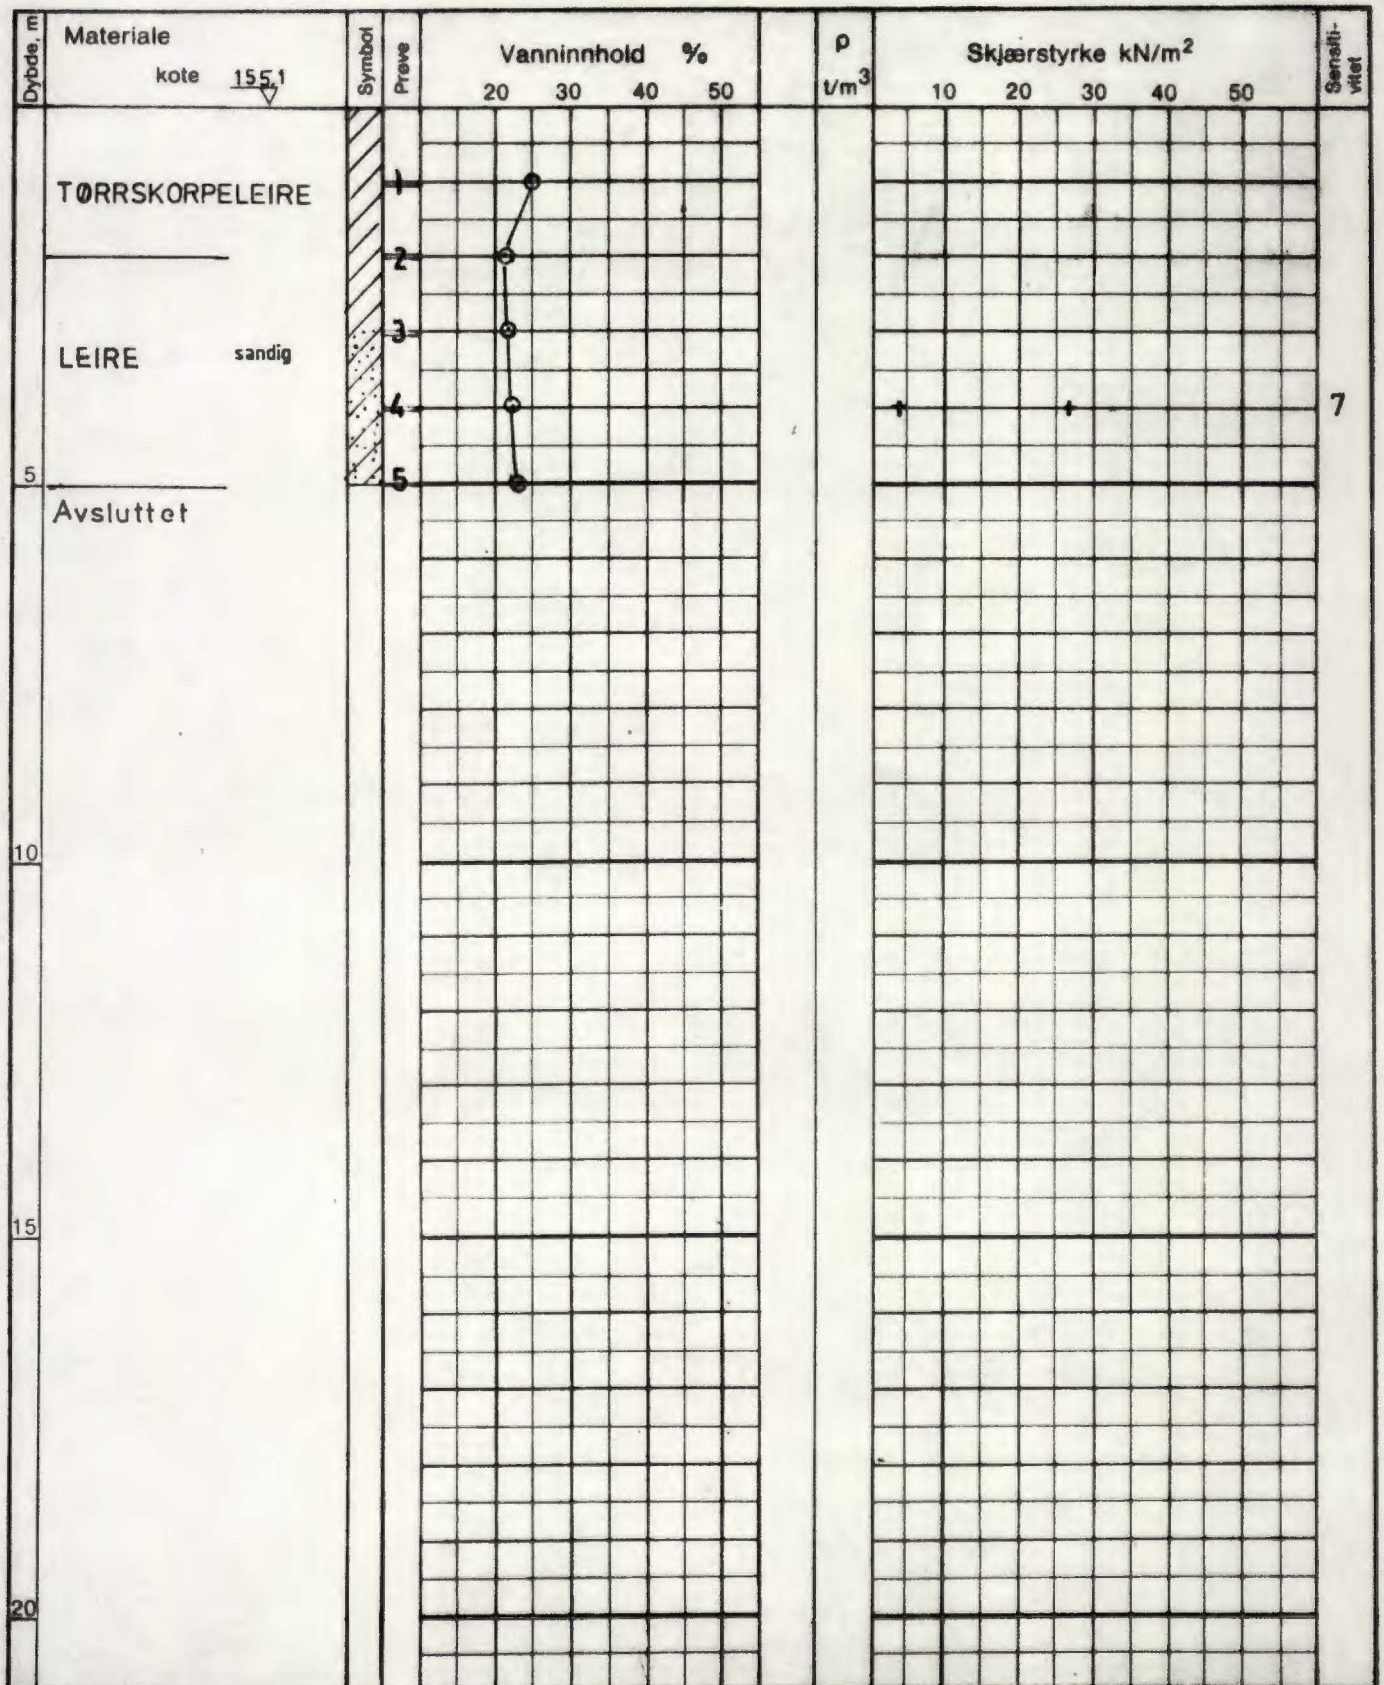 Dybde, m
Materiale
kote 155,1
Symbol
Prøve
Vanninnhold %
20 30 40 50
ρ
t/m³
Skjærstyrke kN/m²
10 20 30 40 50
Sensiti-
vitet
TØRRSKORPELEIRE
1
2
3
LEIRE sandig
4
7
5
5
Avsluttet
10
15
20